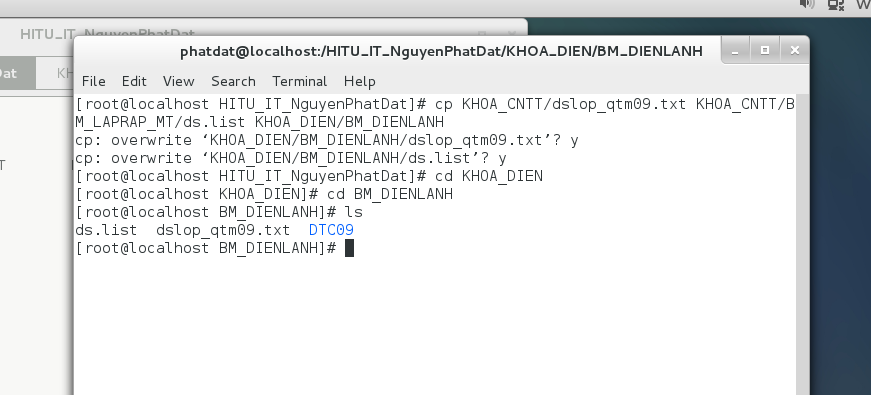 W
HITU_IT_NguyenPhatDat
phatdat@localhost:/HITU_IT_NguyenPhatDat/KHOA_DIEN/BM_DIENLANH
Dat
KH
File Edit View Search Terminal Help
[root@localhost HITU_IT_NguyenPhatDat]# cp KHOA_CNTT/dslop_qtm09.txt KHOA_CNTT/B
M_LAPRAP_MT/ds.list KHOA_DIEN/BM_DIENLANH
cp: overwrite ‘KHOA_DIEN/BM_DIENLANH/dslop_qtm09.txt’? y
cp: overwrite ‘KHOA_DIEN/BM_DIENLANH/ds.list’? y
T
[root@localhost HITU_IT_NguyenPhatDat]# cd KHOA_DIEN
[root@localhost KHOA_DIEN]# cd BM_DIENLANH
[root@localhost BM_DIENLANH]# ls
ds.list dslop_qtm09.txt DTC09
[root@localhost BM_DIENLANH]#